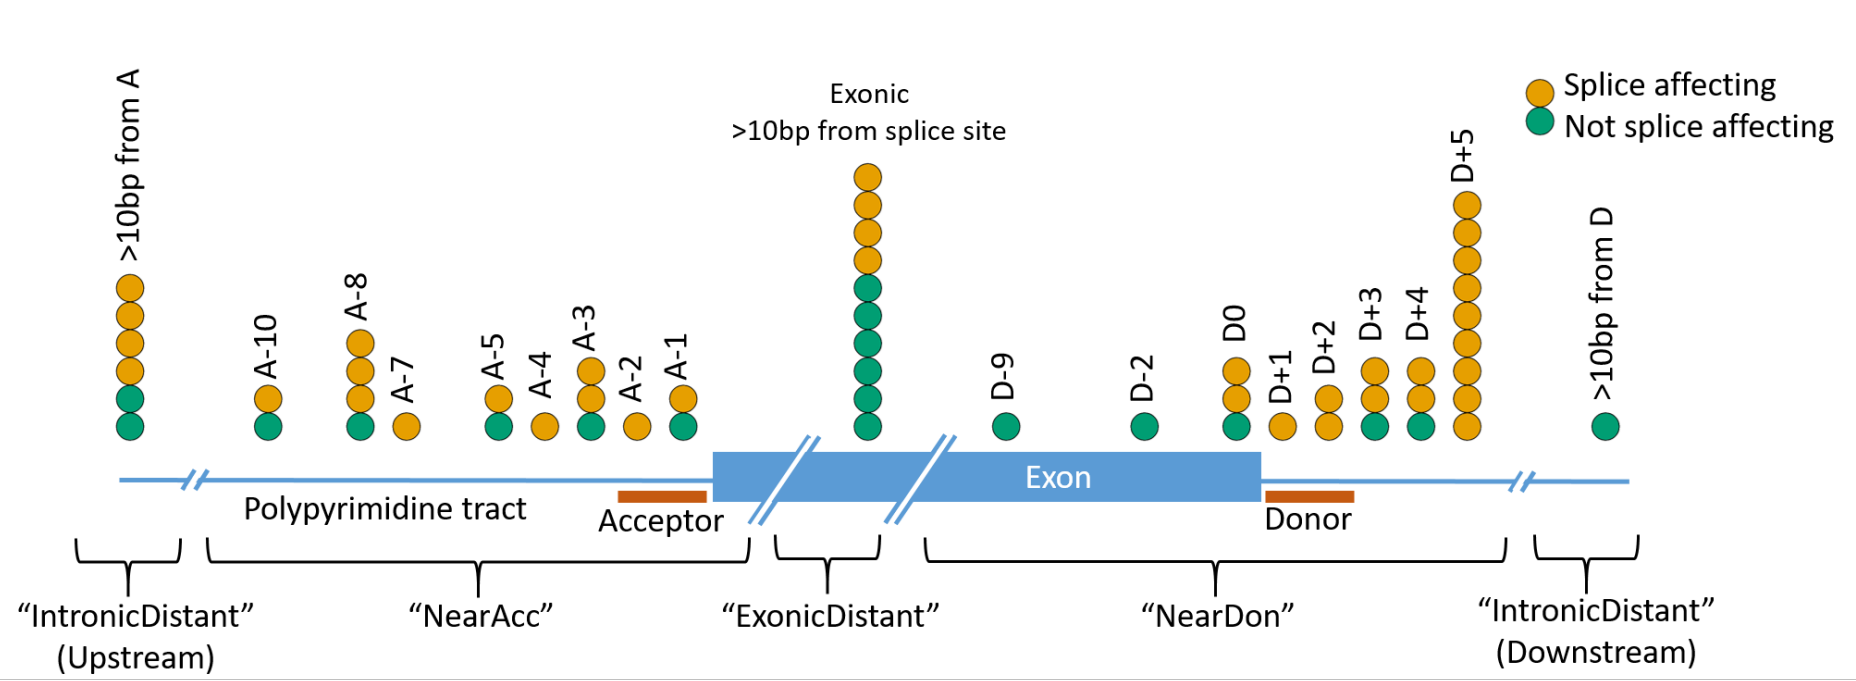 Exonic
>10bp from splice site
Splice affecting
Not splice affecting
>10bp from A
A-10
A-8
A-7
A-5
A-4
A-3
A-2
A-1
D-9
D-2
D0
D+1
D+2
D+3
D+4
D+5
>10bp from D
Exon
Polypyrimidine tract
Acceptor
Donor
“IntronicDistant”
(Upstream)
“NearAcc”
“ExonicDistant”
“NearDon”
“IntronicDistant”
(Downstream)